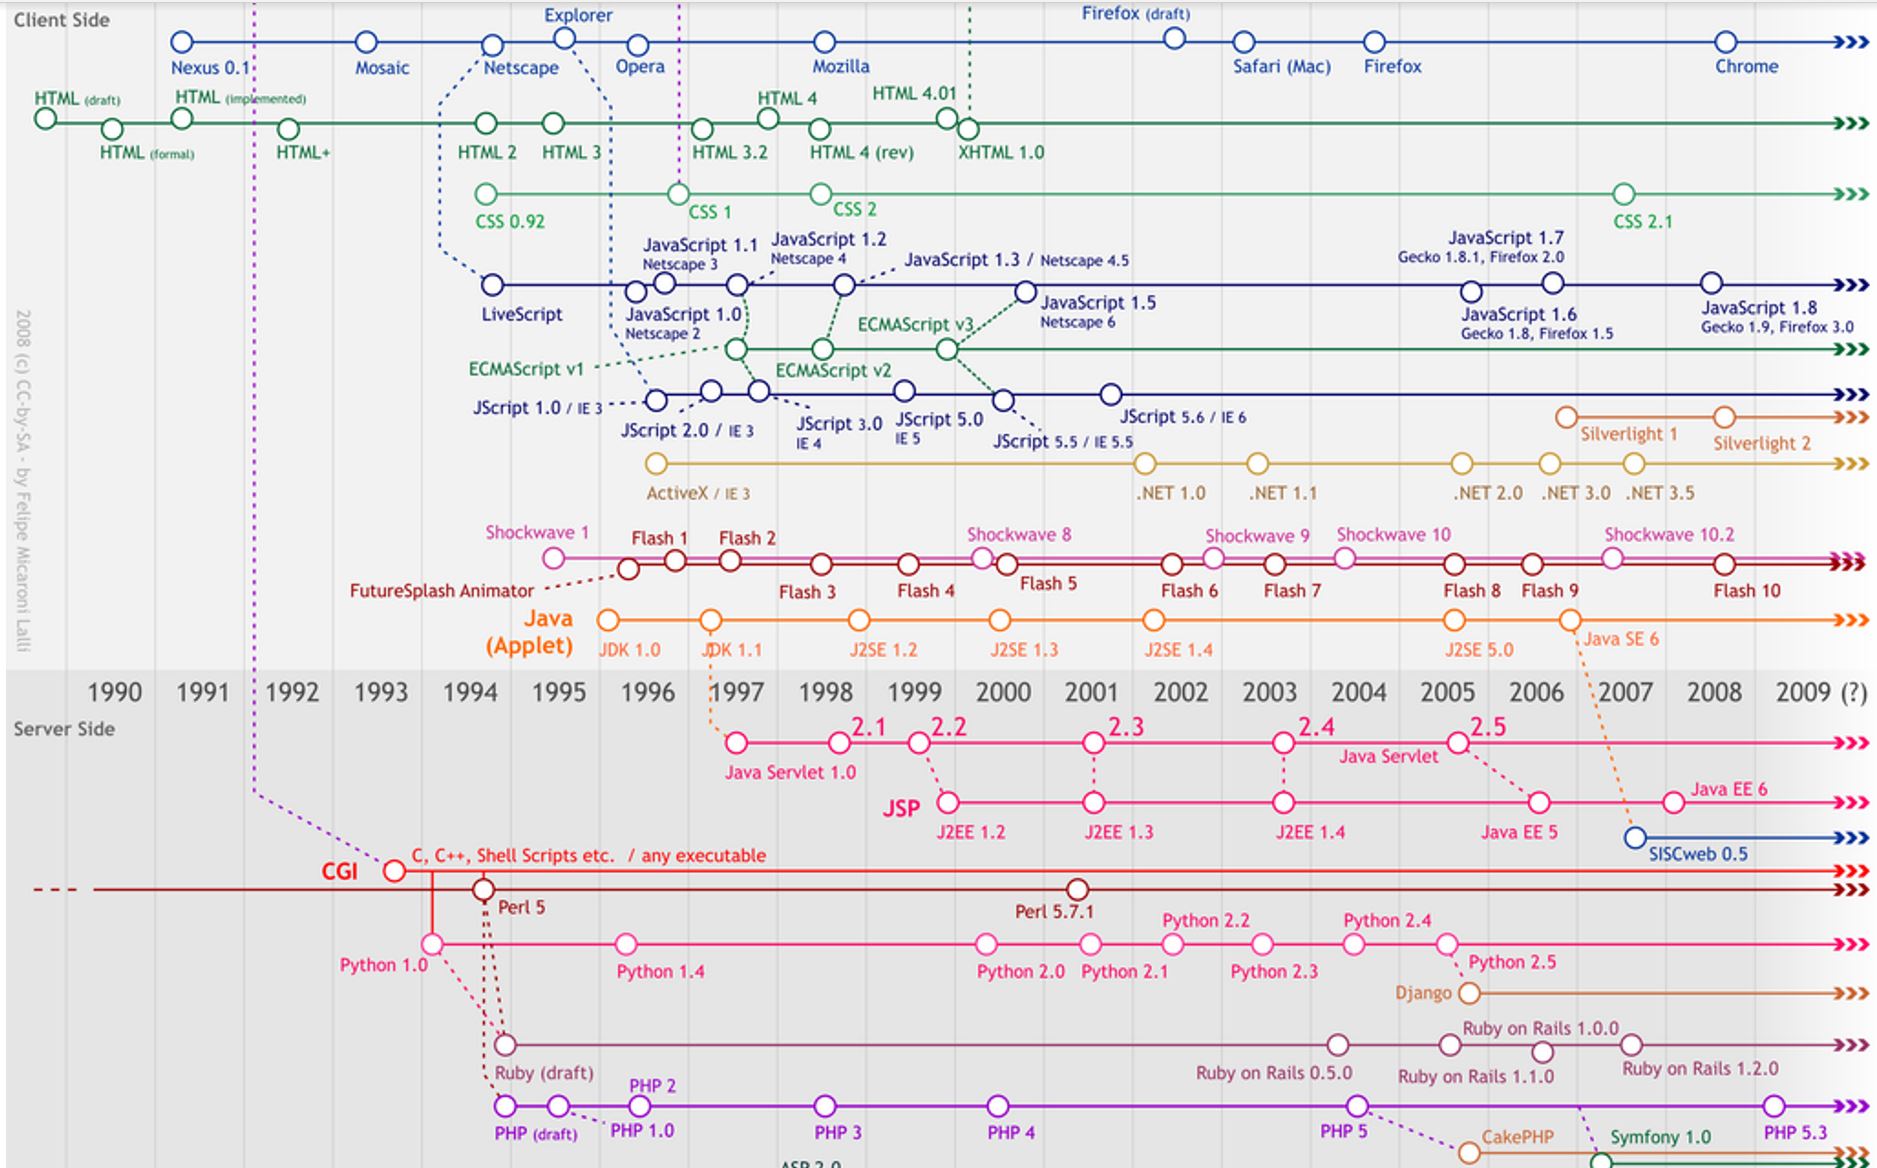 Client Side
Explorer
Firefox (draft)
Nexus 0.1
Mosaic
Netscape
Opera
Mozilla
Safari (Mac)
Firefox
Chrome
HTML (draft)
HTML (implemented)
HTML 4
HTML 4.01
HTML (formal)
HTML+
HTML 2
HTML 3
HTML 3.2
HTML 4 (rev)
XHTML 1.0
CSS 0.92
CSS 1
CSS 2
CSS 2.1
JavaScript 1.1
Netscape 3
JavaScript 1.2
Netscape 4
JavaScript 1.3 / Netscape 4.5
JavaScript 1.7
Gecko 1.8.1, Firefox 2.0
LiveScript
JavaScript 1.0
Netscape 2
JavaScript 1.5
Netscape 6
JavaScript 1.6
Gecko 1.8, Firefox 1.5
JavaScript 1.8
Gecko 1.9, Firefox 3.0
ECMAScript v3
ECMAScript v1
ECMAScript v2
JScript 1.0 / IE 3
JScript 2.0 / IE 3
JScript 3.0
IE 4
JScript 5.0
IE 5
JScript 5.5 / IE 5.5
JScript 5.6 / IE 6
Silverlight 1
Silverlight 2
ActiveX / IE 3
.NET 1.0
.NET 1.1
.NET 2.0
.NET 3.0
.NET 3.5
Shockwave 1
Flash 1
Flash 2
Shockwave 8
Shockwave 9
Shockwave 10
Shockwave 10.2
FutureSplash Animator
Flash 3
Flash 4
Flash 5
Flash 6
Flash 7
Flash 8
Flash 9
Flash 10
Java
(Applet)
JDK 1.0
JDK 1.1
J2SE 1.2
J2SE 1.3
J2SE 1.4
J2SE 5.0
Java SE 6
2008 (c) CC-by-SA - by Felipe Micaroni Lalli
1990 1991 1992 1993 1994 1995 1996 1997 1998 1999 2000 2001 2002 2003 2004 2005 2006 2007 2008 2009 (?)
Server Side
2.1
2.2
2.3
2.4
2.5
Java Servlet
Java Servlet 1.0
JSP
Java EE 6
J2EE 1.2
J2EE 1.3
J2EE 1.4
Java EE 5
SISCweb 0.5
CGI
C, C++, Shell Scripts etc. / any executable
Perl 5
Perl 5.7.1
Python 1.0
Python 1.4
Python 2.0
Python 2.1
Python 2.2
Python 2.3
Python 2.4
Python 2.5
Django
Ruby (draft)
Ruby on Rails 0.5.0
Ruby on Rails 1.0.0
Ruby on Rails 1.1.0
Ruby on Rails 1.2.0
PHP 2
PHP (draft)
PHP 1.0
PHP 3
PHP 4
PHP 5
PHP 5.3
CakePHP
Symfony 1.0